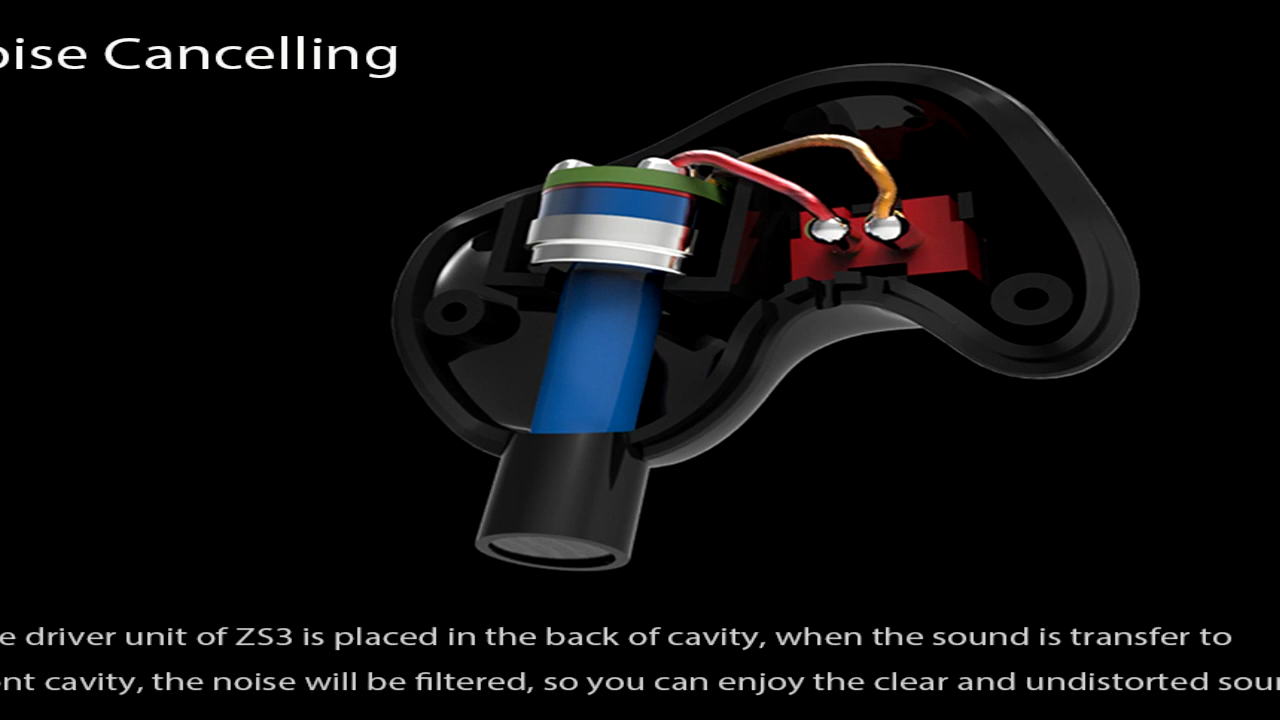 oise Cancelling
e driver unit of ZS3 is placed in the back of cavity, when the sound is transfer to
ont cavity, the noise will be filtered, so you can enjoy the clear and undistorted soun